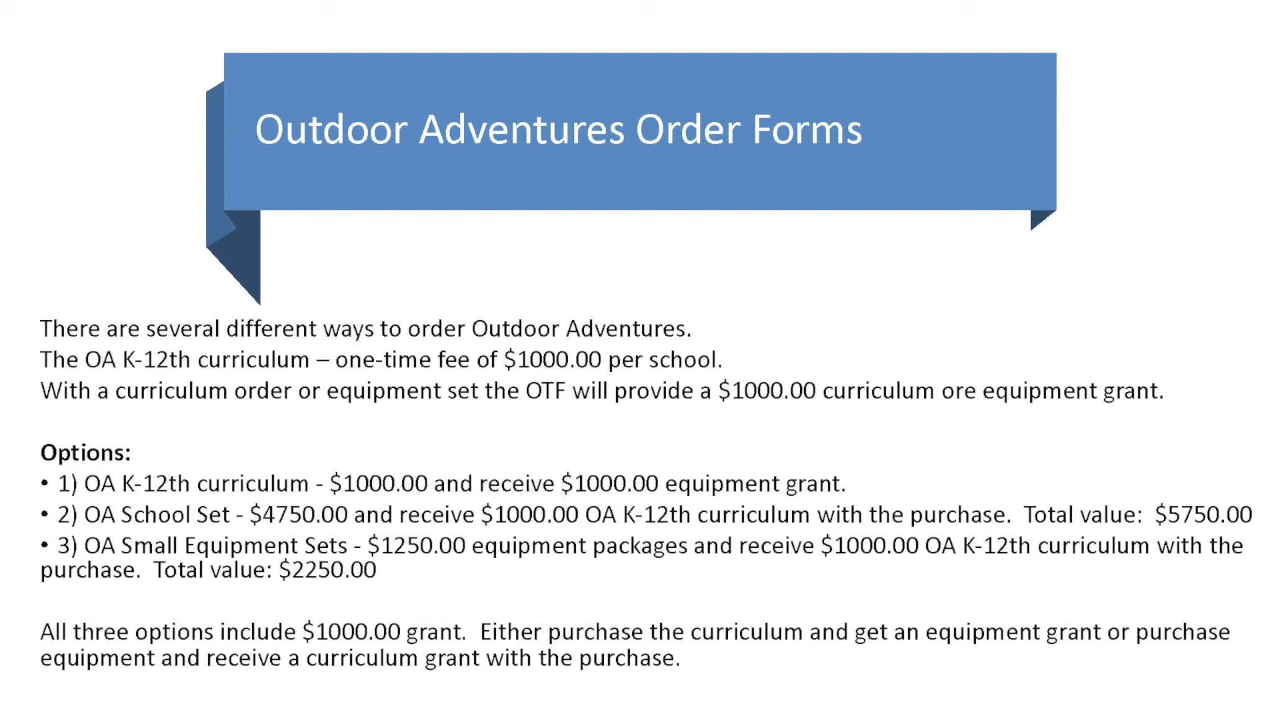 Outdoor Adventures Order Forms
There are several different ways to order Outdoor Adventures.
The OA K-12th curriculum – one-time fee of $1000.00 per school.
With a curriculum order or equipment set the OTF will provide a $1000.00 curriculum ore equipment grant.
Options:
• 1) OA K-12th curriculum - $1000.00 and receive $1000.00 equipment grant.
• 2) OA School Set - $4750.00 and receive $1000.00 OA K-12th curriculum with the purchase.  Total value:  $5750.00
• 3) OA Small Equipment Sets - $1250.00 equipment packages and receive $1000.00 OA K-12th curriculum with the
purchase.  Total value: $2250.00
All three options include $1000.00 grant.  Either purchase the curriculum and get an equipment grant or purchase
equipment and receive a curriculum grant with the purchase.